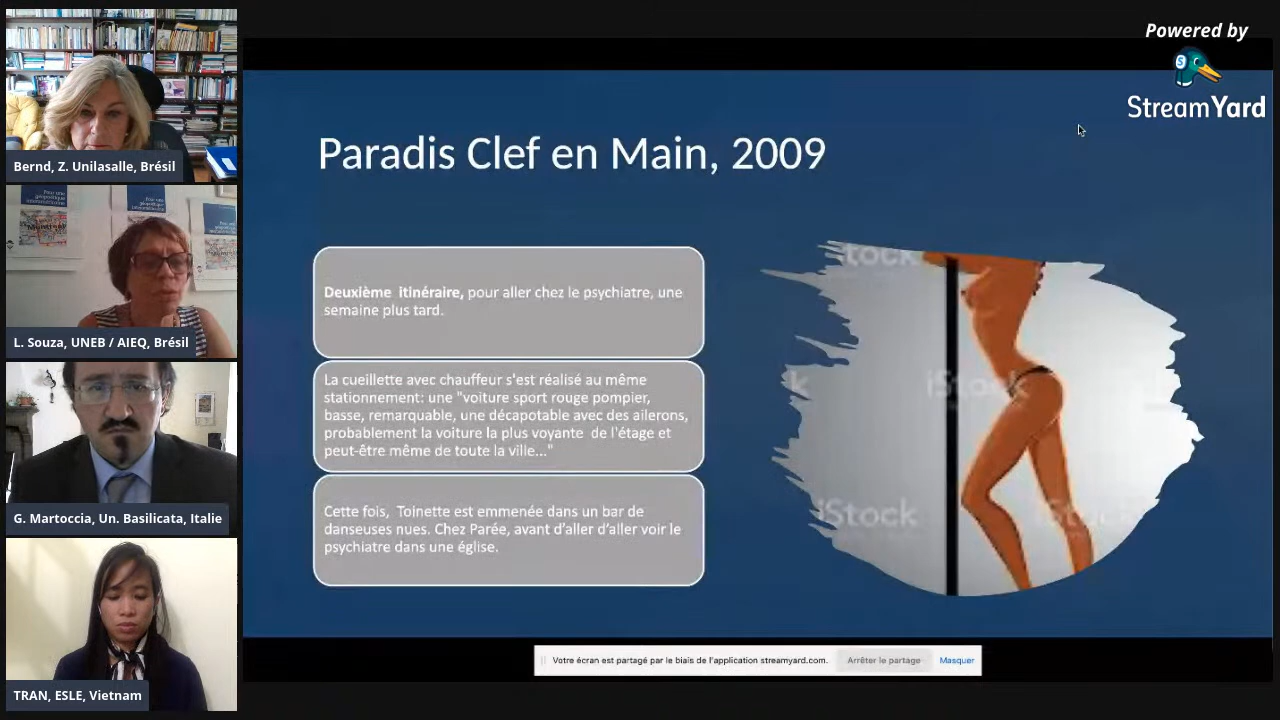 Powered by
StreamYard
Bernd, Z. Unilasalle, Brésil
L. Souza, UNEB / AIEQ, Brésil
G. Martoccia, Un. Basilicata, Italie
TRAN, ESLE, Vietnam
Paradis Clef en Main, 2009
Deuxième itinéraire, pour aller chez le psychiatre, une
semaine plus tard.
La cueillette avec chauffeur s'est réalisé au même
stationnement: une "voiture sport rouge pompier,
basse, remarquable, une décapotable avec des ailerons,
probablement la voiture la plus voyante de l'étage et
peut-être même de toute la ville..."
Cette fois, Toinette est emmenée dans un bar de
danseuses nues. Chez Parée, avant d'aller d'aller voir le
psychiatre dans une église.
tock
iStock
iStock
Votre écran est partagé par le biais de l'application streamyard.com.
Arrêter le partage
Masquer